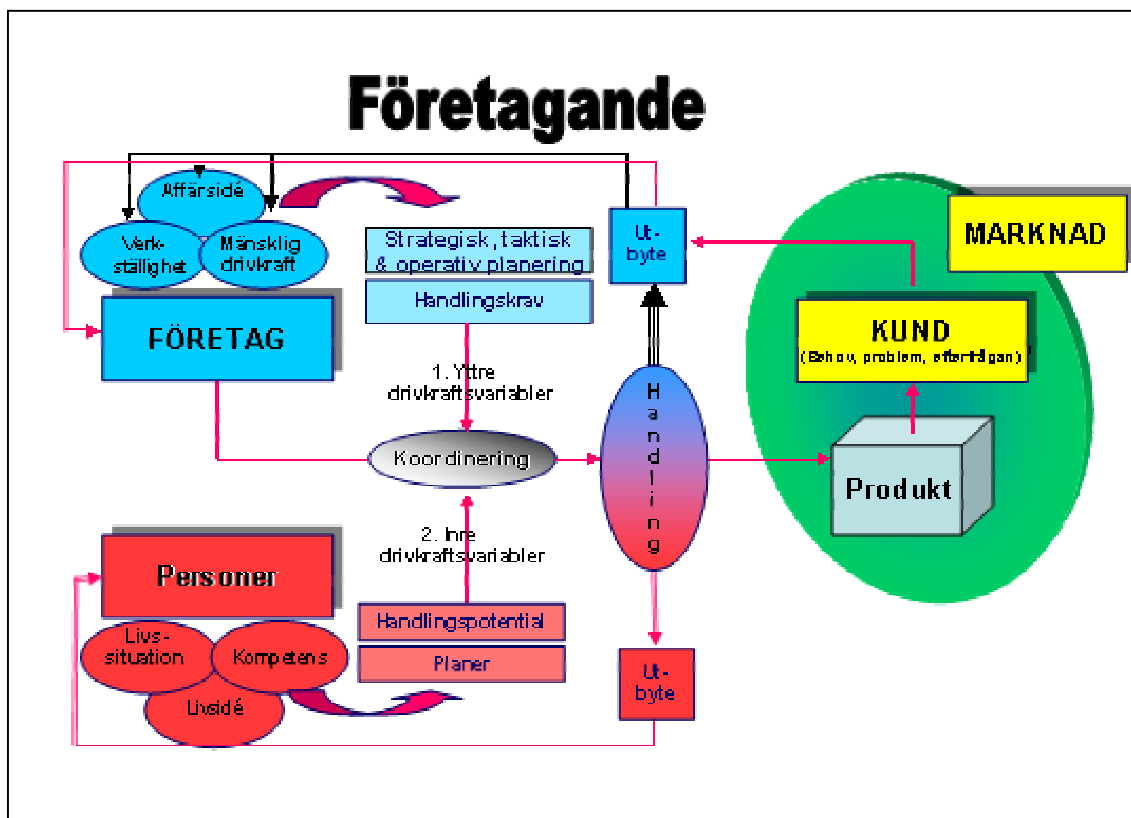 Företagande
Affärsidé
Verk-
ställighet
Mänsklig
drivkraft
FÖRETAG
Strategisk, taktisk
& operativ planering
Handlingskrav
1. Yttre
drivkraftsvariabler
Koordinering
2. Inre
drivkraftsvariabler
Handlingspotential
Planer
Personer
Livs-
situation
Kompetens
Livsidé
Ut-
byte
Handling
Ut-
byte
MARKNAD
KUND
(Behov, problem, efterfrågan)
Produkt